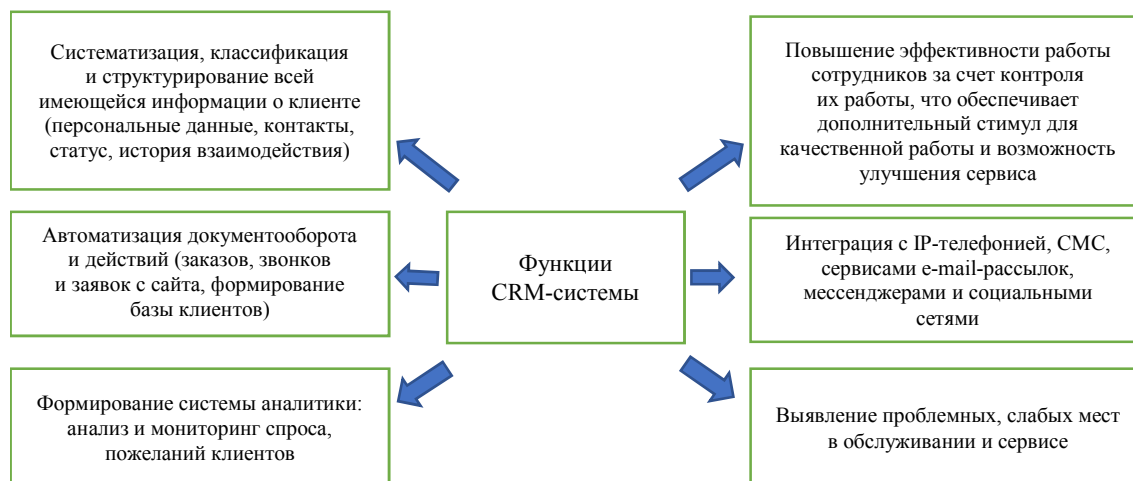 Систематизация, классификация
и структурирование всей
имеющейся информации о клиенте
(персональные данные, контакты,
статус, история взаимодействия)
Автоматизация документооборота
и действий (заказов, звонков
и заявок с сайта, формирование
базы клиентов)
Формирование системы аналитики:
анализ и мониторинг спроса,
пожеланий клиентов
Функции
CRM-системы
Повышение эффективности работы
сотрудников за счет контроля
их работы, что обеспечивает
дополнительный стимул для
качественной работы и возможность
улучшения сервиса
Интеграция с IP-телефонией, СМС,
сервисами e-mail-рассылок,
мессенджерами и социальными
сетями
Выявление проблемных, слабых мест
в обслуживании и сервисе